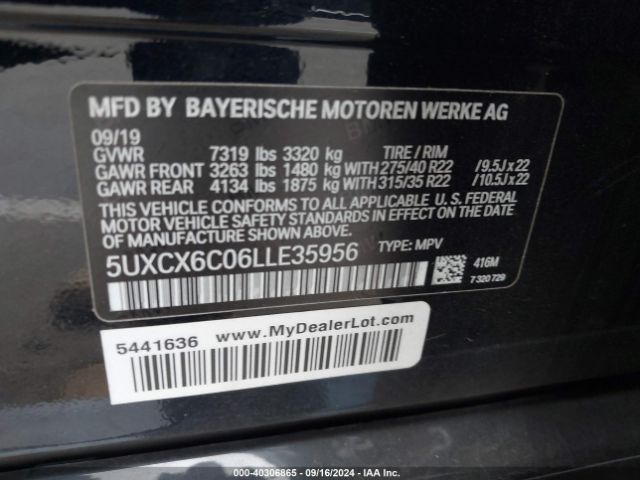 MFD BY BAYERISCHE MOTOREN WERKE AG
09/19
GVWR 7319 lbs 3320 kg TIRE / RIM
GAWR FRONT 3263 lbs 1480 kg WITH 275/40 R22 / 9.5J x 22
GAWR REAR 4134 lbs 1875 kg WITH 315/35 R22 / 10.5J x 22
THIS VEHICLE CONFORMS TO ALL APPLICABLE U. S. FEDERAL
MOTOR VEHICLE SAFETY STANDARDS IN EFFECT ON THE DATE OF
MANUFACTURE SHOWN ABOVE.
5UXCX6C06LLE35956 TYPE: MPV
416M
7 320 729
5441636 www.MyDealerLot.com
000-40306865 - 09/16/2024 - IAA Inc.